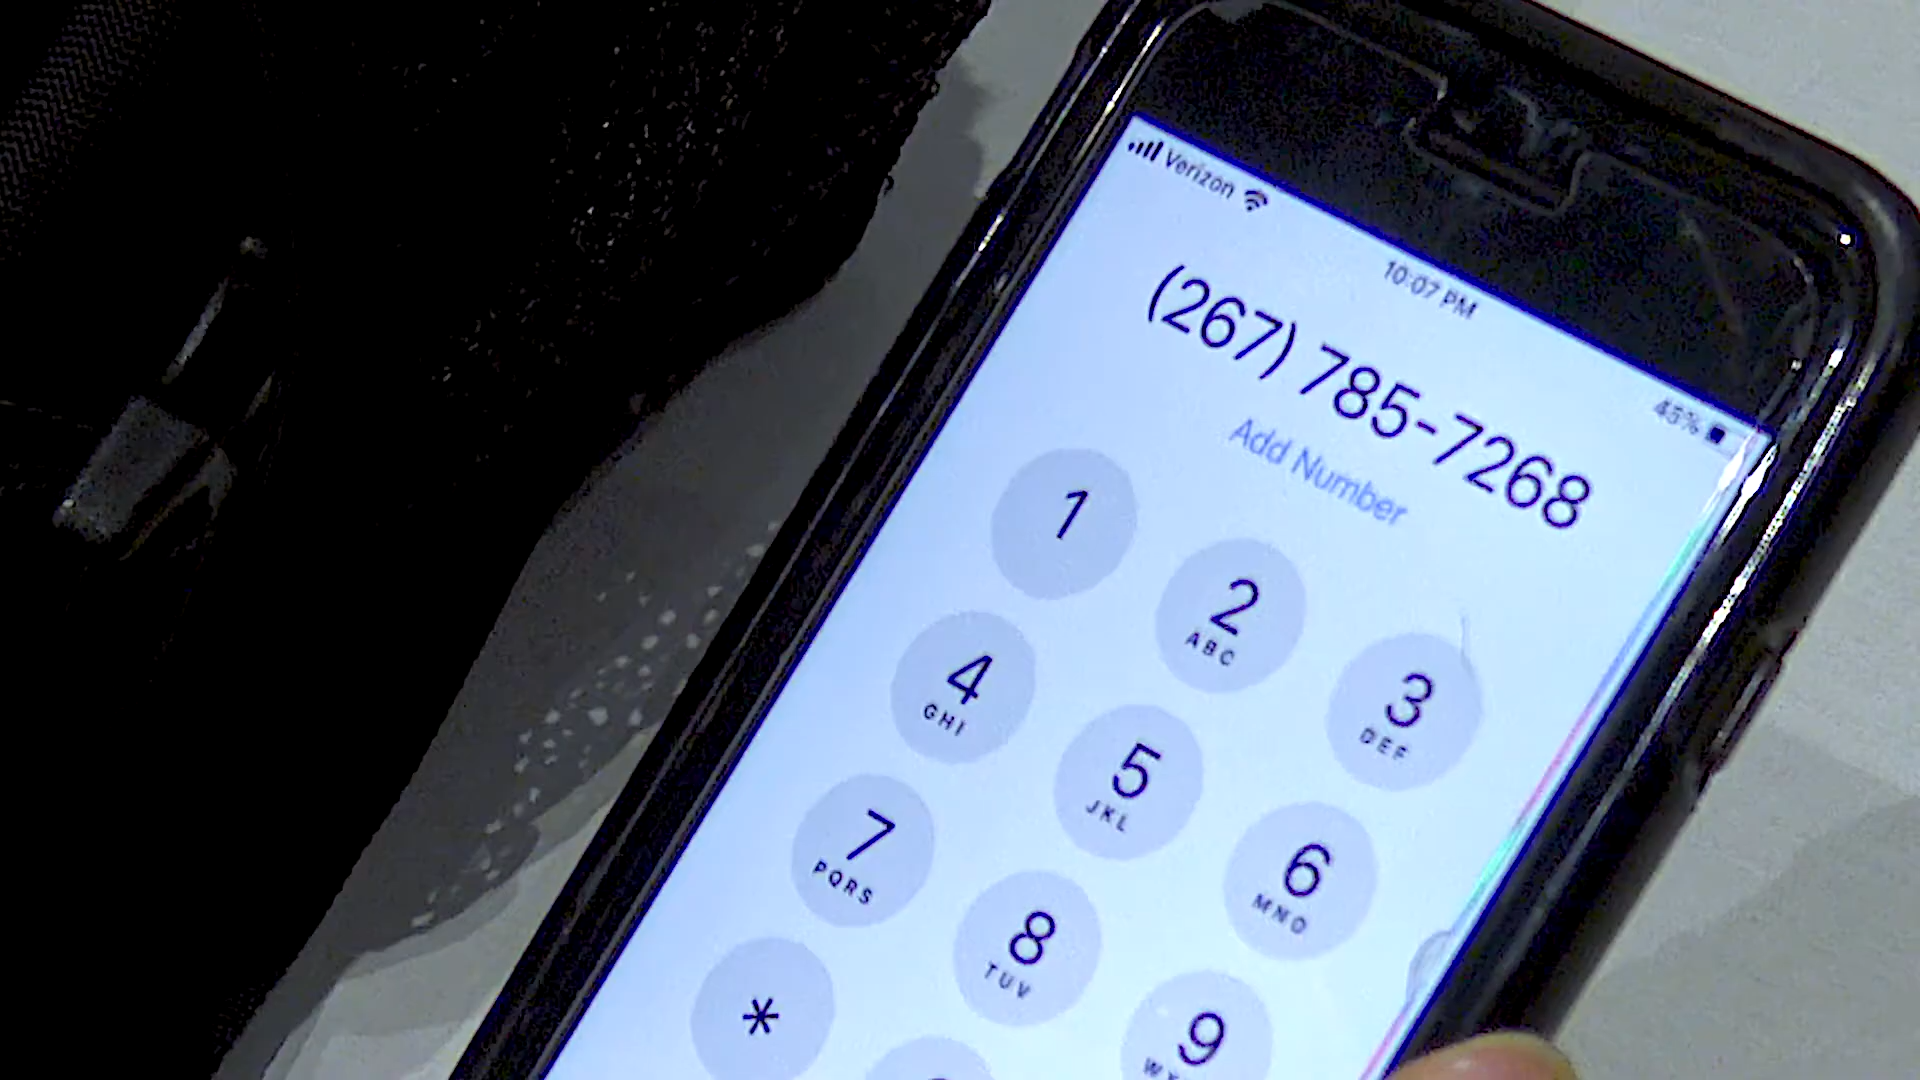 Verizon
10:07 PM
45%
(267) 785-7268
Add Number
1
2
ABC
3
DEF
4
GHI
5
JKL
6
MNO
7
PQRS
8
TUV
9
*